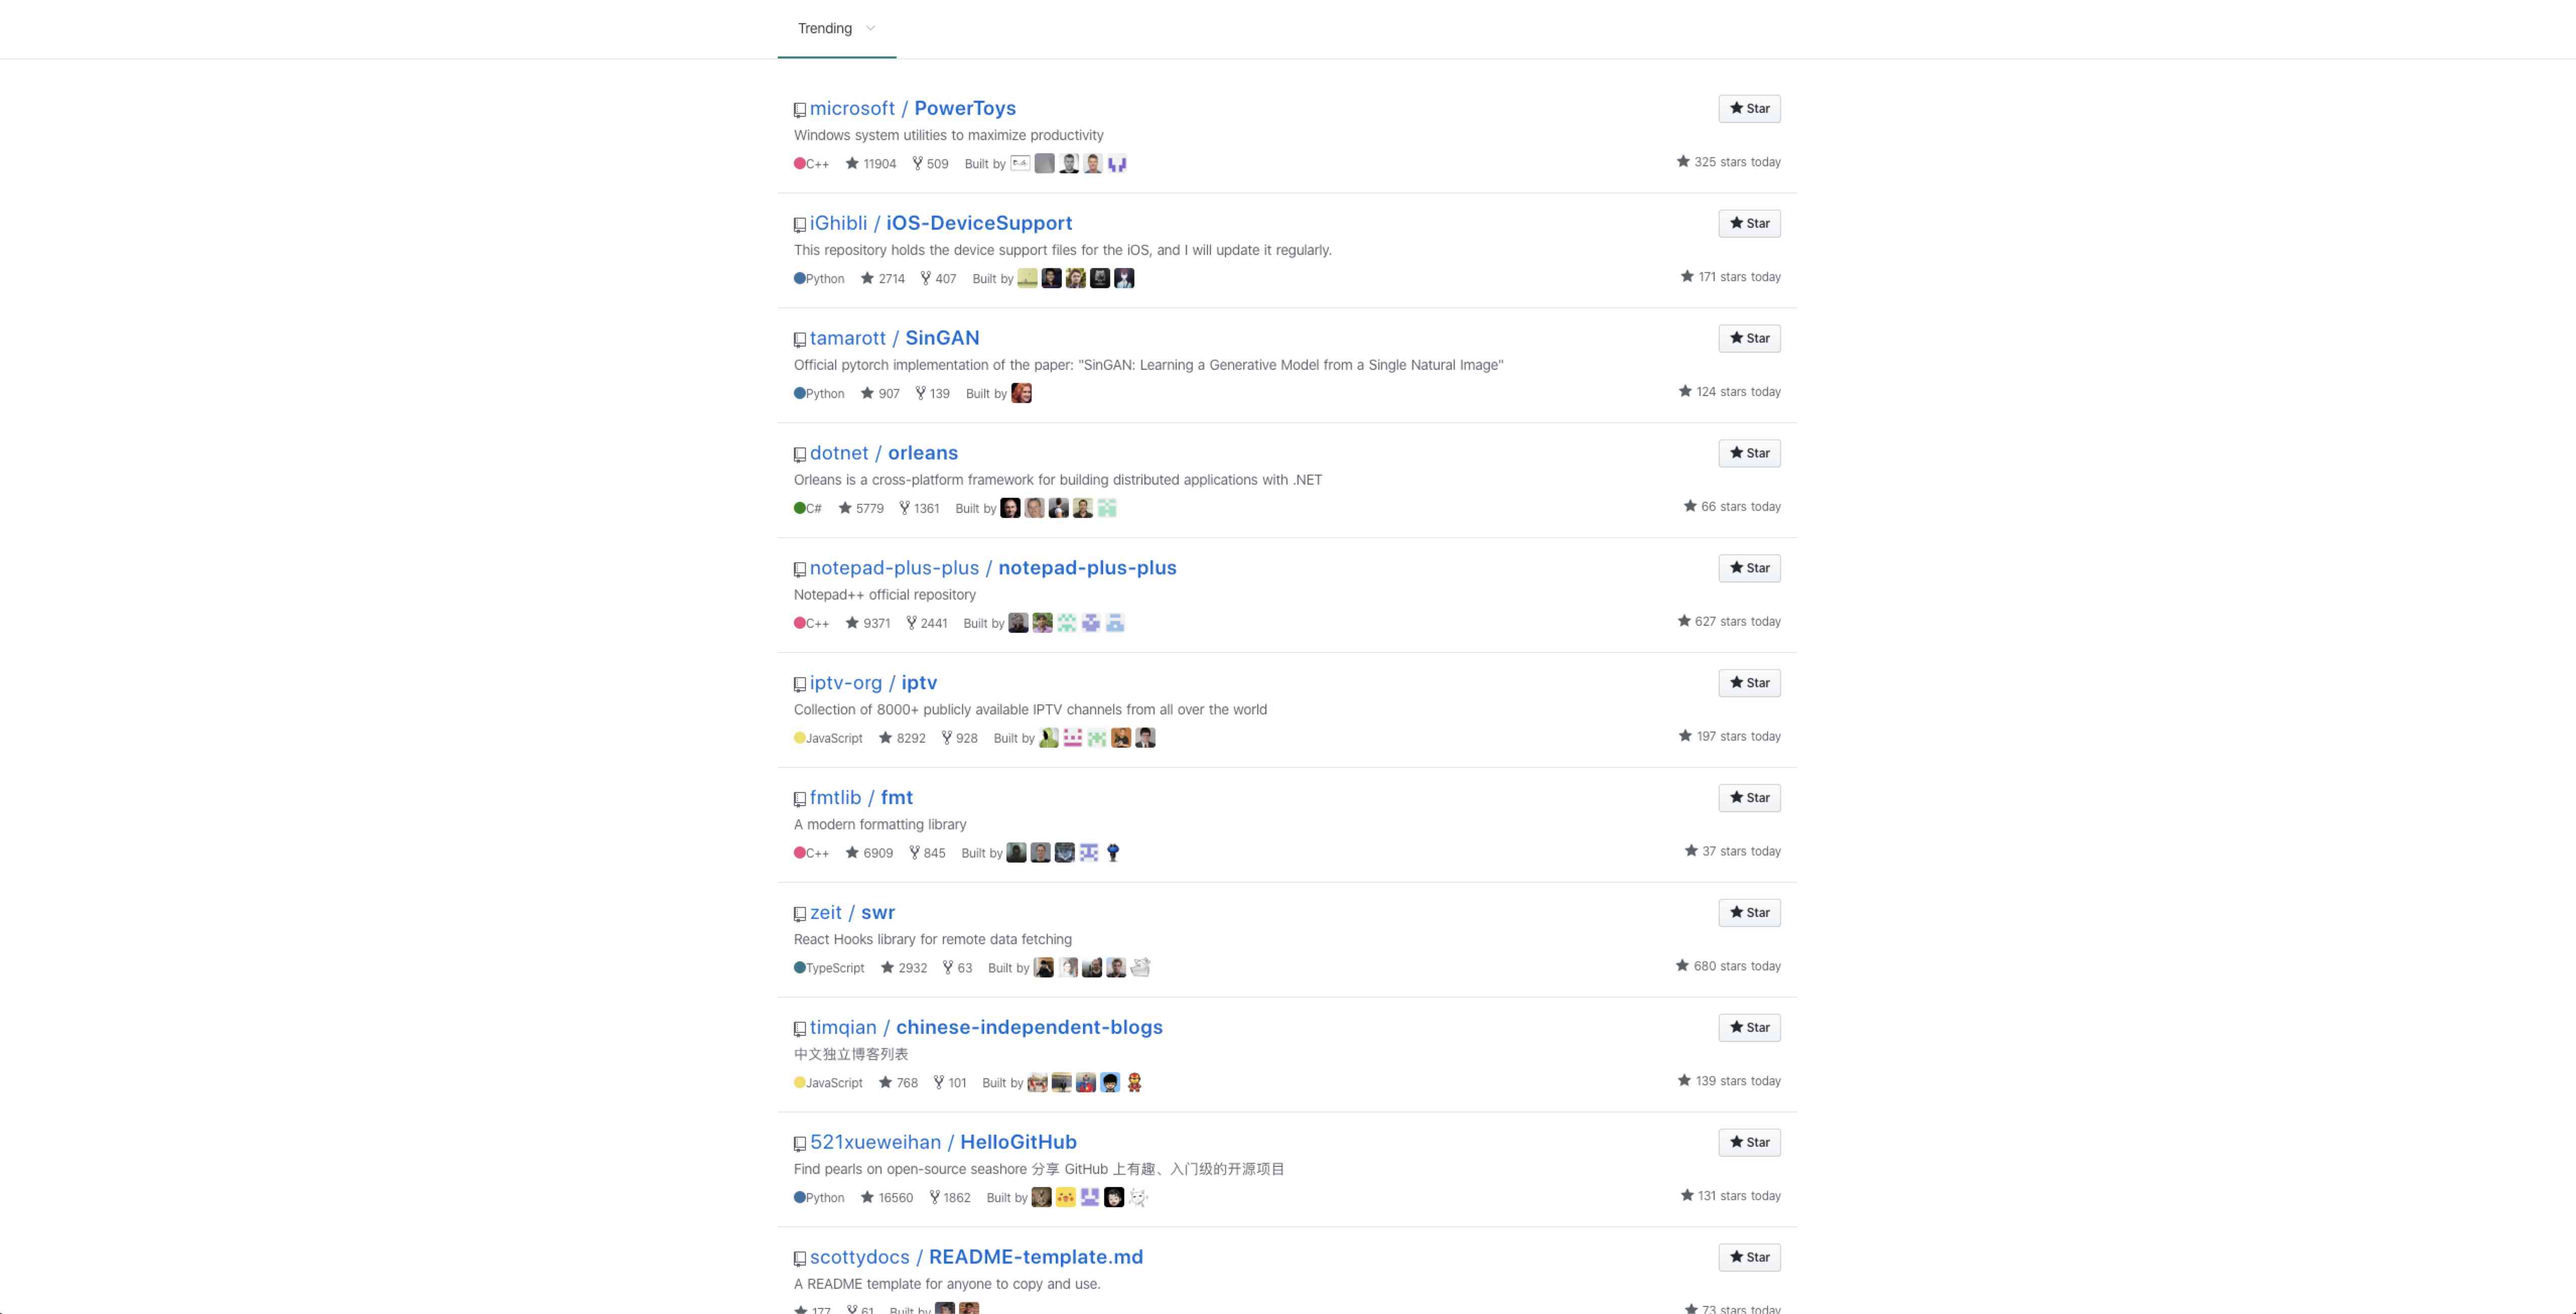 Trending
microsoft / PowerToys
Star
Windows system utilities to maximize productivity
C++ 11904 509 Built by
325 stars today
iGhibli / iOS-DeviceSupport
Star
This repository holds the device support files for the iOS, and I will update it regularly.
Python 2714 407 Built by
171 stars today
tamarott / SinGAN
Star
Official pytorch implementation of the paper: "SinGAN: Learning a Generative Model from a Single Natural Image"
Python 907 139 Built by
124 stars today
dotnet / orleans
Star
Orleans is a cross-platform framework for building distributed applications with .NET
C# 5779 1361 Built by
66 stars today
notepad-plus-plus / notepad-plus-plus
Star
Notepad++ official repository
C++ 9371 2441 Built by
627 stars today
iptv-org / iptv
Star
Collection of 8000+ publicly available IPTV channels from all over the world
JavaScript 8292 928 Built by
197 stars today
fmtlib / fmt
Star
A modern formatting library
C++ 6909 845 Built by
37 stars today
zeit / swr
Star
React Hooks library for remote data fetching
TypeScript 2932 63 Built by
680 stars today
timqian / chinese-independent-blogs
Star
中文独立博客列表
JavaScript 768 101 Built by
139 stars today
521xueweihan / HelloGitHub
Star
Find pearls on open-source seashore 分享 GitHub 上有趣、入门级的开源项目
Python 16560 1862 Built by
131 stars today
scottydocs / README-template.md
Star
A README template for anyone to copy and use.
177 61 Built by
73 stars today